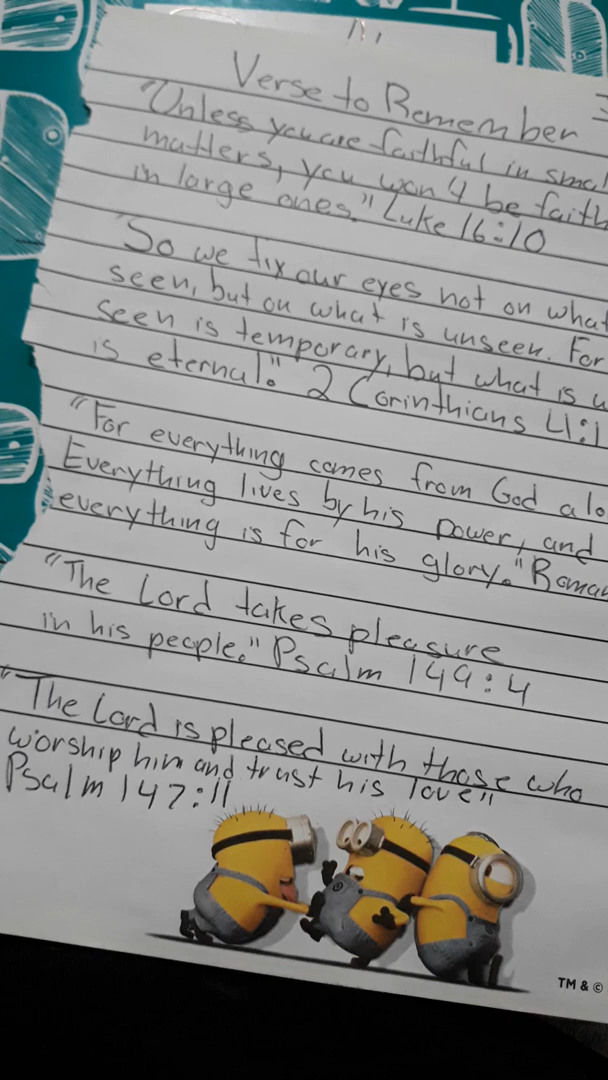 Verse to Remember
"Unless you are faithful in smal
matters, you won 4 be faith
in large ones." Luke 16:10
"So we fix our eyes not on what
seen, but on what is unseen. For
seen is temporary, but what is u
is eternal". 2 Corinthians 4:1
"For everything comes from God alo
Everything lives by his power, and
everything is for his glory." Roman
"The Lord takes pleasure
in his people." Psalm 149:4
"The Lord is pleased with those who
worship him and trust his love"
Psalm 147:11
TM & ©